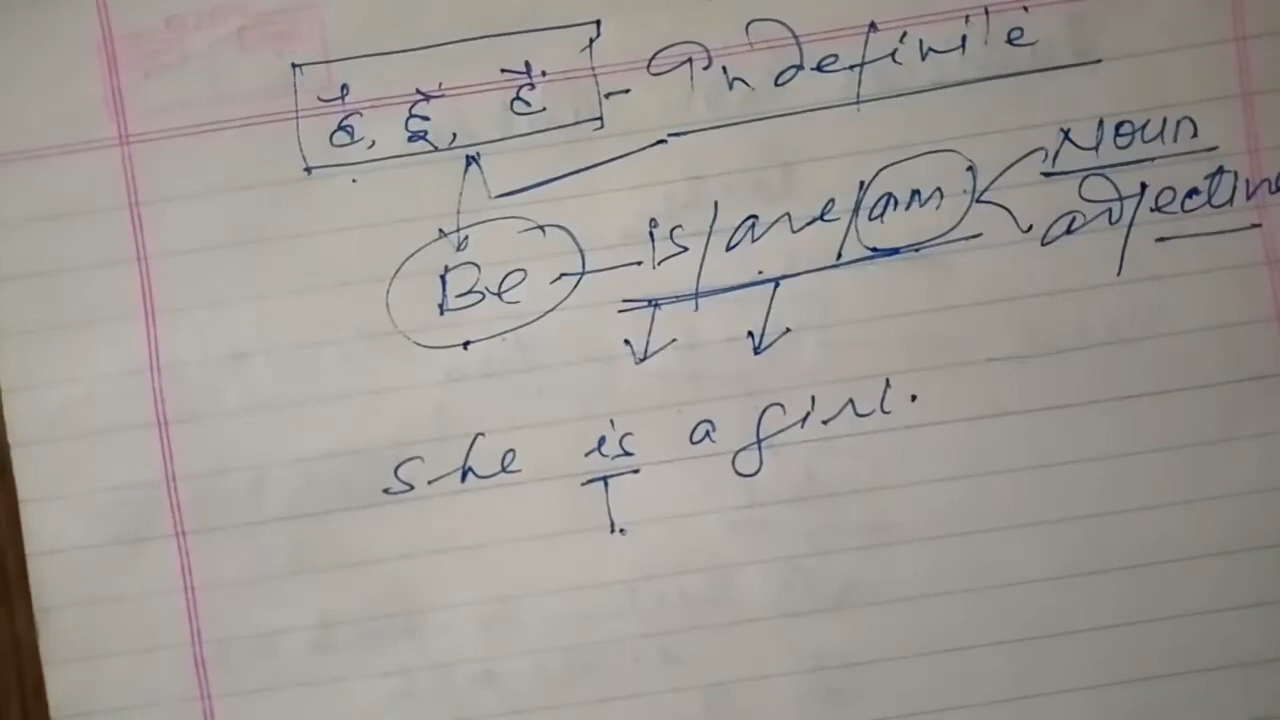 है, हूँ, हैं - Indefinite
Be - is/are/am < Noun
adjective
She is a girl.